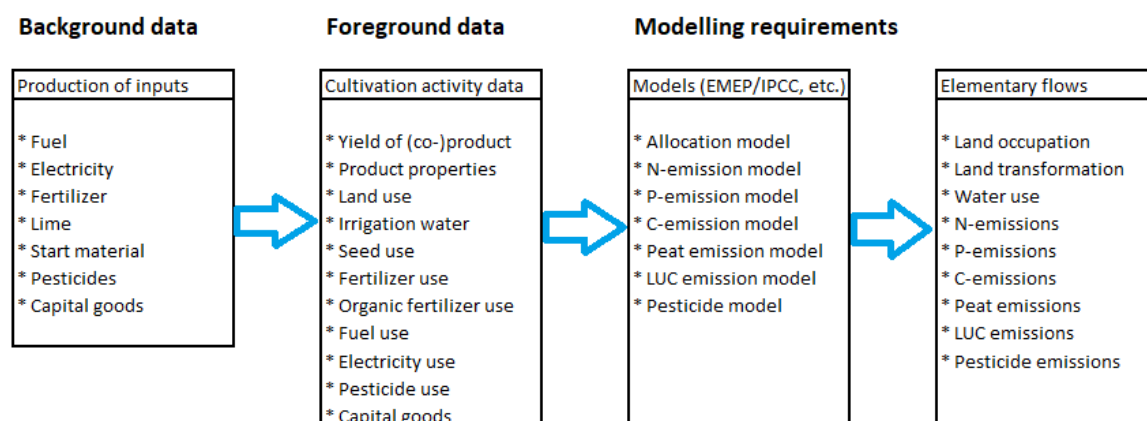 Background data
Foreground data
Modelling requirements
Production of inputs
* Fuel
* Electricity
* Fertilizer
* Lime
* Start material
* Pesticides
* Capital goods
Cultivation activity data
* Yield of (co-)product
* Product properties
* Land use
* Irrigation water
* Seed use
* Fertilizer use
* Organic fertilizer use
* Fuel use
* Electricity use
* Pesticide use
* Capital goods
Models (EMEP/IPCC, etc.)
* Allocation model
* N-emission model
* P-emission model
* C-emission model
* Peat emission model
* LUC emission model
* Pesticide model
Elementary flows
* Land occupation
* Land transformation
* Water use
* N-emissions
* P-emissions
* C-emissions
* Peat emissions
* LUC emissions
* Pesticide emissions